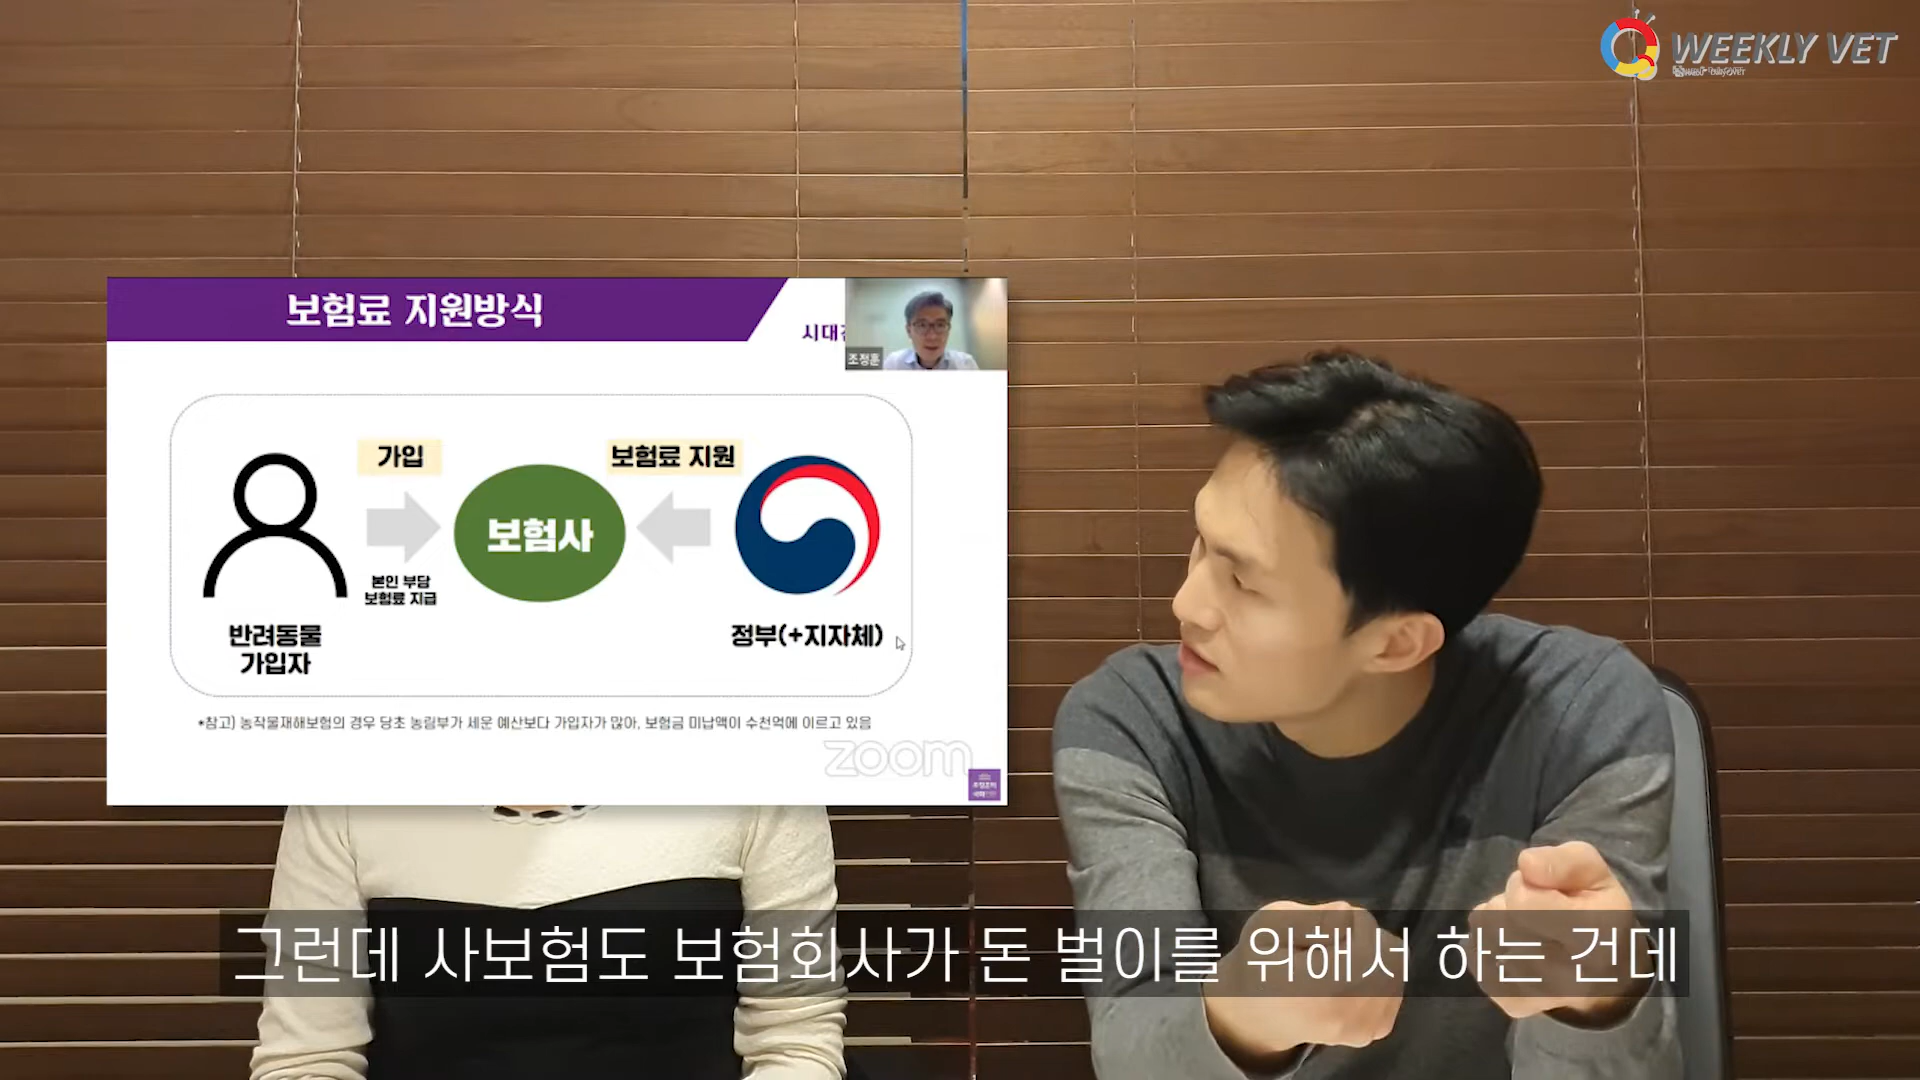 WEEKLY VET
보험료 지원방식
시대
조정훈
가입
보험료 지원
보험사
본인 부담
보험료 지급
반려동물
가입자
정부(+지자체)
*참고) 농작물재해보험의 경우 당초 농림부가 세운 예산보다 가입자가 많아, 보험금 미납액이 수천억에 이르고 있음
zoom
그런데 사보험도 보험회사가 돈 벌이를 위해서 하는 건데